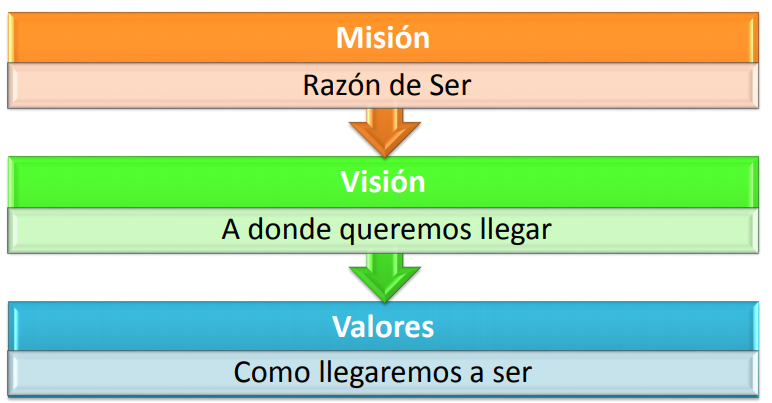 Misión
Razón de Ser
Visión
A donde queremos llegar
Valores
Como llegaremos a ser